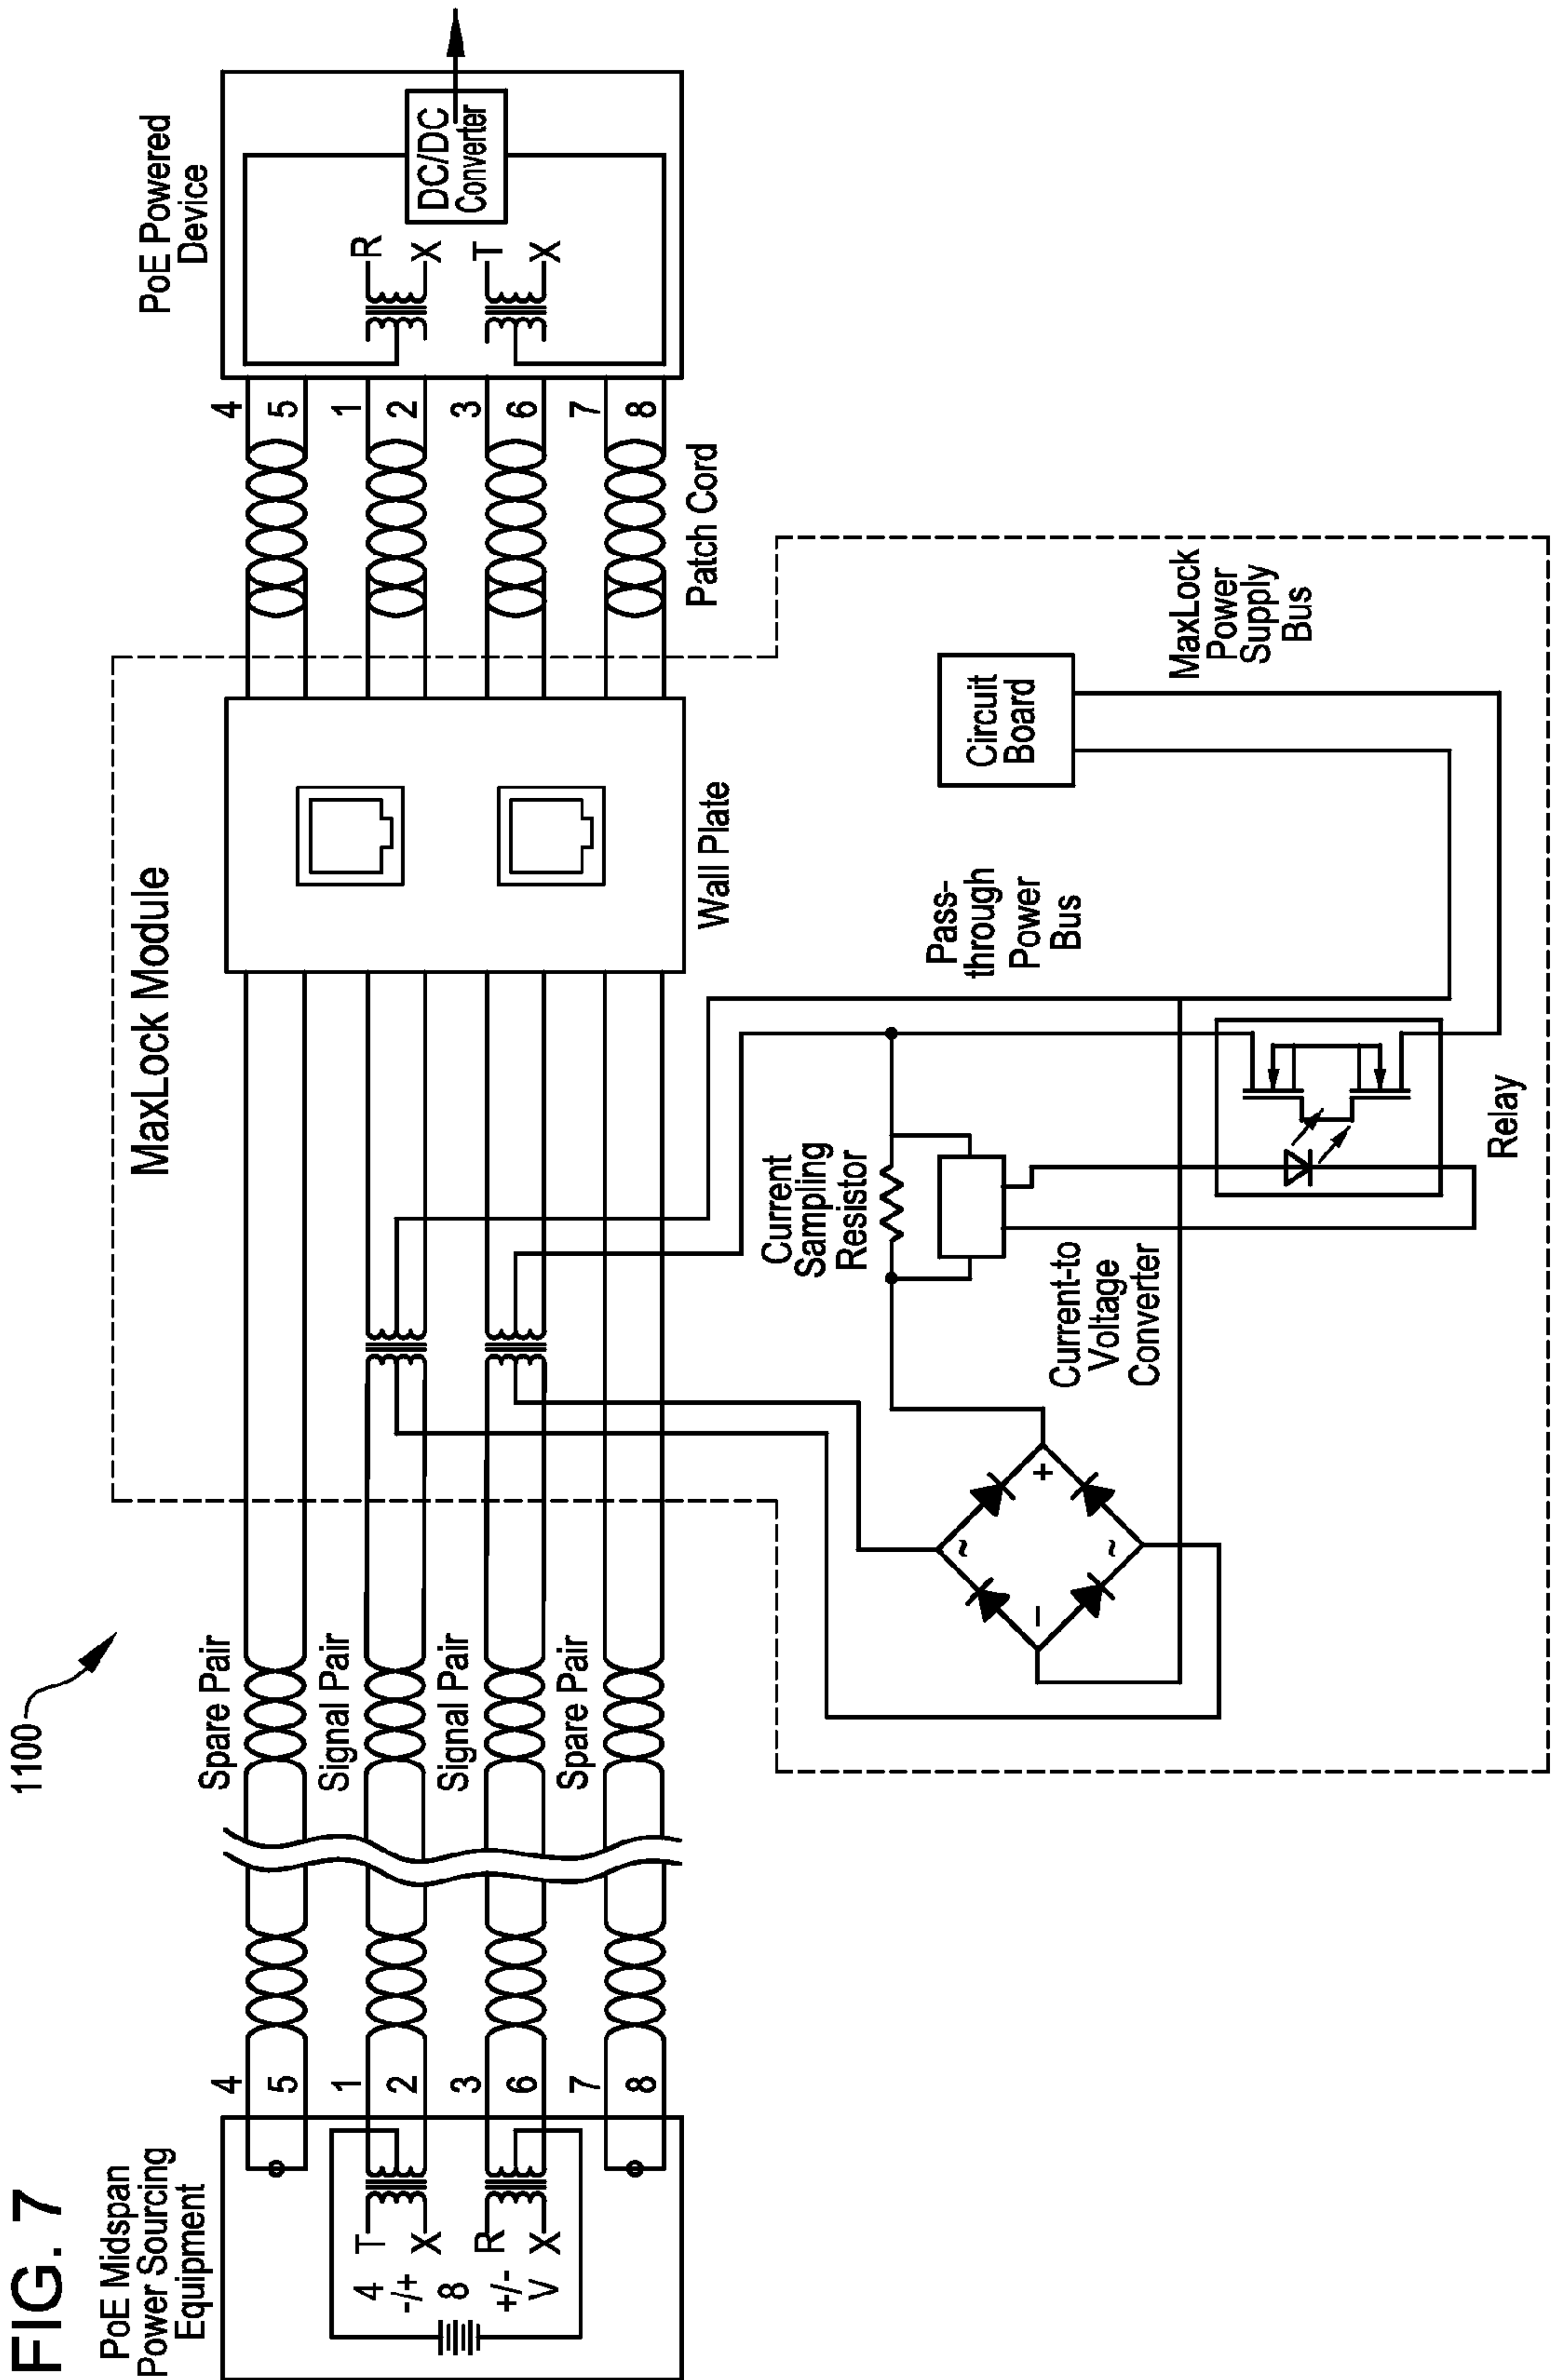 FIG. 7
1100
PoE Midspan
Power Sourcing
Equipment
4
-/+
8
+/-
V
T
X
R
X
4
5
1
2
3
6
7
8
Spare Pair
Signal Pair
Signal Pair
Spare Pair
MaxLock Module
Wall Plate
Patch Cord
PoE Powered
Device
4
5
1
2
3
6
7
8
R
X
T
X
DC/DC
Converter
~
+
−
~
Current
Sampling
Resistor
Current-to
Voltage
Converter
Pass-
through
Power
Bus
Relay
Circuit
Board
MaxLock
Power
Supply
Bus